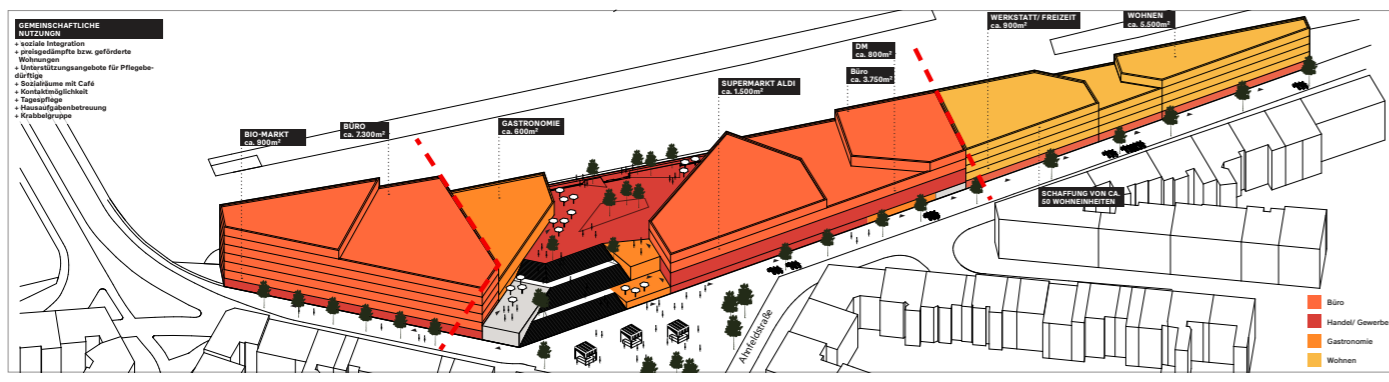 GEMEINSCHAFTLICHE
NUTZUNGN
+ soziale Integration
+ preisgedämpfte bzw. geförderte
Wohnungen
+ Unterstützungsangebote für Pflegebe-
dürftige
+ Sozialräume mit Café
+ Kontaktmöglichkeit
+ Tagespflege
+ Hausaufgabenbetreuung
+ Krabbelgruppe
BIO-MARKT
ca. 900m²
BÜRO
ca. 7.300m²
GASTRONOMIE
ca. 600m²
SUPERMARKT ALDI
ca. 1.500m²
DM
ca. 800m²
Büro
ca. 3.750m²
WERKSTATT/ FREIZEIT
ca. 900m²
WOHNEN
ca. 5.500m²
SCHAFFUNG VON CA.
50 WOHNEINHEITEN
Ahnfeldstraße
Büro
Handel/ Gewerbe
Gastronomie
Wohnen